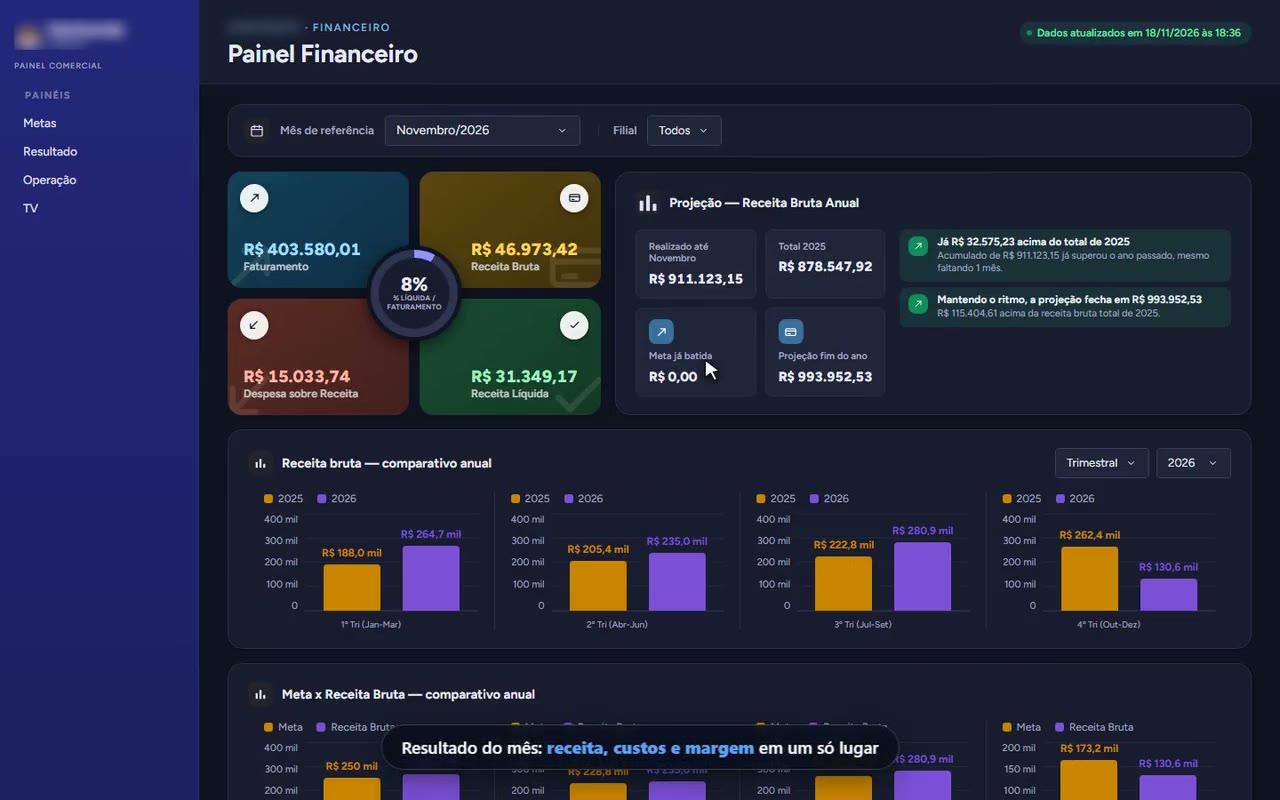 · FINANCEIRO
Painel Financeiro
Dados atualizados em 18/11/2026 às 18:36
PAINEL COMERCIAL
PAINÉIS
Metas
Resultado
Operação
TV
Mês de referência
Novembro/2026
Filial
Todos
R$ 403.580,01
Faturamento
R$ 46.973,42
Receita Bruta
8%
% LÍQUIDA /
FATURAMENTO
R$ 15.033,74
Despesa sobre Receita
R$ 31.349,17
Receita Líquida
Projeção — Receita Bruta Anual
Realizado até
Novembro
R$ 911.123,15
Total 2025
R$ 878.547,92
Meta já batida
R$ 0,00
Projeção fim do ano
R$ 993.952,53
Já R$ 32.575,23 acima do total de 2025
Acumulado de R$ 911.123,15 já superou o ano passado, mesmo
faltando 1 mês.
Mantendo o ritmo, a projeção fecha em R$ 993.952,53
R$ 115.404,61 acima da receita bruta total de 2025.
Receita bruta — comparativo anual
Trimestral
2026
2025 2026
400 mil
300 mil
200 mil
100 mil
0
R$ 188,0 mil
R$ 264,7 mil
1º Tri (Jan-Mar)
2025 2026
400 mil
300 mil
200 mil
100 mil
0
R$ 205,4 mil
R$ 235,0 mil
2º Tri (Abr-Jun)
2025 2026
400 mil
300 mil
200 mil
100 mil
0
R$ 222,8 mil
R$ 280,9 mil
3º Tri (Jul-Set)
2025 2026
400 mil
300 mil
200 mil
100 mil
0
R$ 262,4 mil
R$ 130,6 mil
4º Tri (Out-Dez)
Meta x Receita Bruta — comparativo anual
Meta Receita Bruta
400 mil
300 mil
200 mil
R$ 250 mil
400 mil
300 mil
200 mil
R$ 228,8 mil
R$ 235,0 mil
400 mil
300 mil
200 mil
R$ 280,9 mil
Meta Receita Bruta
200 mil
150 mil
100 mil
R$ 173,2 mil
R$ 130,6 mil
Resultado do mês: receita, custos e margem em um só lugar